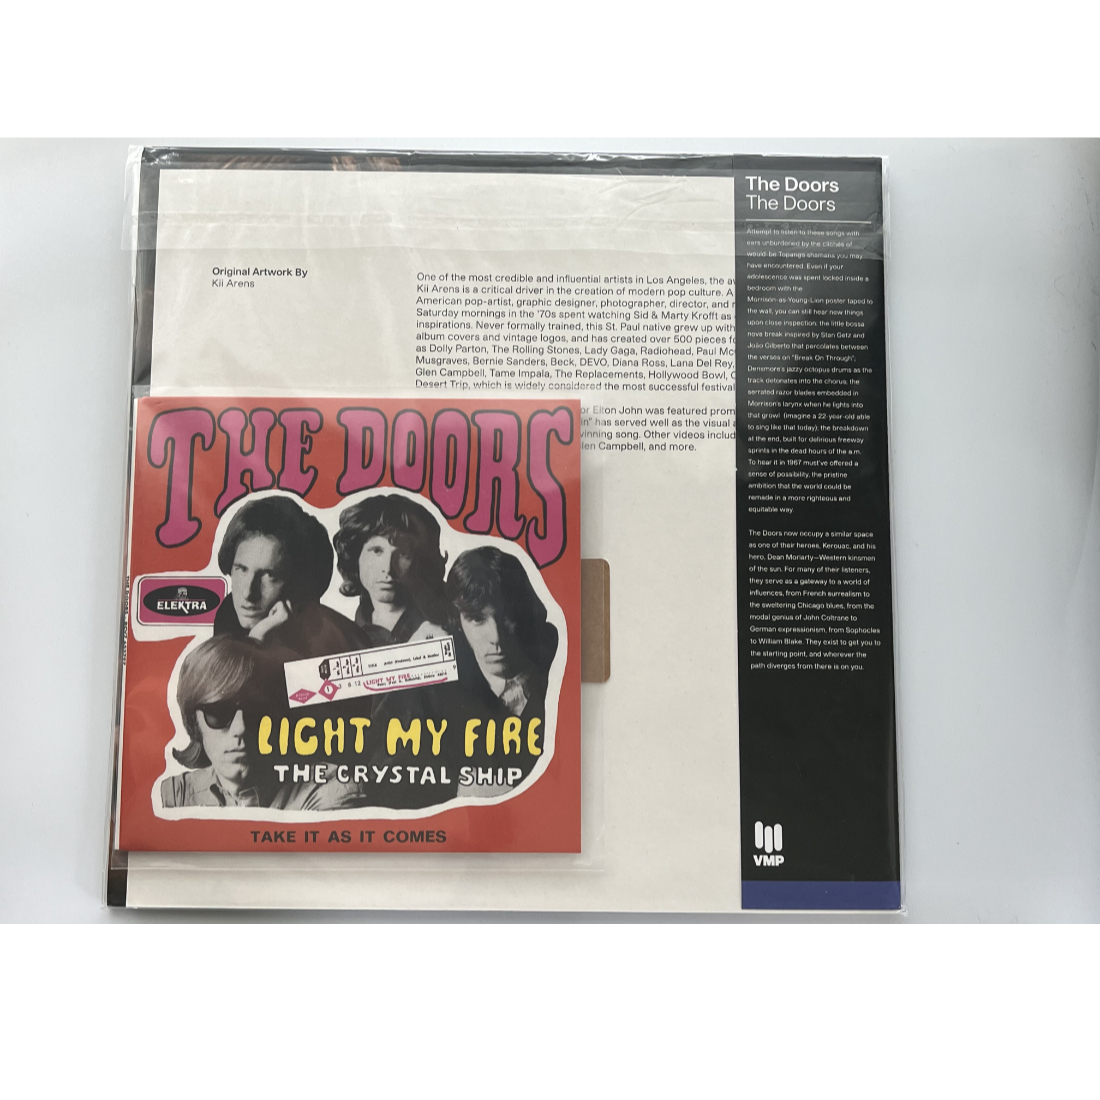 Original Artwork By
Kii Arens
One of the most credible and influential artists in Los Angeles, the
Kii Arens is a critical driver in the creation of modern pop culture. A
American pop-artist, graphic designer, photographer, director, and
Saturday mornings in the '70s spent watching Sid & Marty Krofft as
inspirations. Never formally trained, this St. Paul native grew up with
album covers and vintage logos, and has created over 500 pieces
as Dolly Parton, The Rolling Stones, Lady Gaga, Radiohead, Paul
Musgraves, Bernie Sanders, Beck, DEVO, Diana Ross, Lana Del Rey,
Glen Campbell, Tame Impala, The Replacements, Hollywood Bowl,
Desert Trip, which is widely considered the most successful festival
or Elton John was featured prom
in" has served well as the visual
winning song. Other videos includ
len Campbell, and more.
THE DOORS
ELEKTRA
LIGHT MY FIRE
LIGHT MY FIRE
THE CRYSTAL SHIP
TAKE IT AS IT COMES
The Doors
The Doors
Attempt to listen to these songs with
ears unburdened by the clichés of
would-be Topanga shamans you may
have encountered. Even if your
adolescence was spent locked inside a
bedroom with the
Morrison-as-Young-Lion poster taped to
the wall, you can still hear new things
upon close inspection: the little bossa
nova break inspired by Stan Getz and
João Gilberto that percolates between
the verses on "Break On Through";
Densmore's jazzy octopus drums as the
track detonates into the chorus; the
serrated razor blades embedded in
Morrison's larynx when he lights into
that growl (imagine a 22-year-old able
to sing like that today); the breakdown
at the end, built for delirious freeway
sprints in the dead hours of the a.m.
To hear it in 1967 must've offered a
sense of possibility, the pristine
ambition that the world could be
remade in a more righteous and
equitable way.
The Doors now occupy a similar space
as one of their heroes, Kerouac, and his
hero, Dean Moriarty—Western kinsmen
of the sun. For many of their listeners,
they serve as a gateway to a world of
influences, from French surrealism to
the sweltering Chicago blues, from the
modal genius of John Coltrane to
German expressionism, from Sophocles
to William Blake. They exist to get you to
the starting point, and wherever the
path diverges from there is on you.
VMP